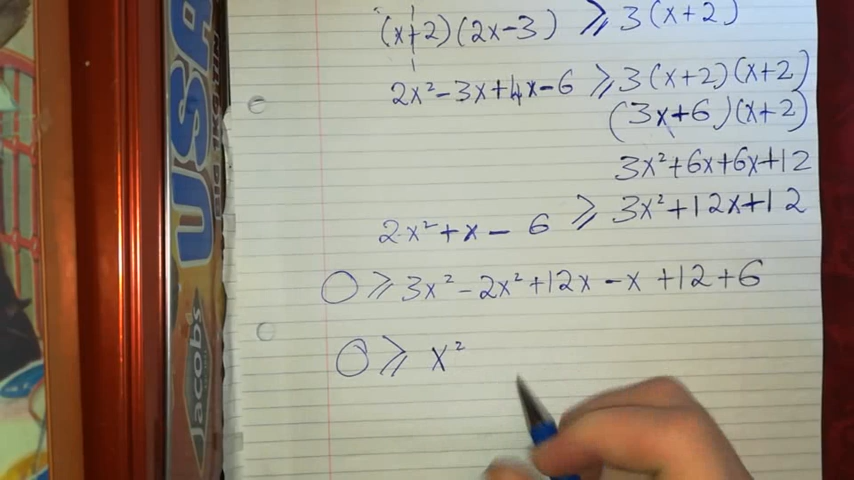 (x+2)(2x-3) ≥ 3(x+2)
2x²-3x+4x-6 ≥ 3(x+2)(x+2)
(3x+6)(x+2)
3x²+6x+6x+12
2x²+x-6 ≥ 3x²+12x+12
0 ≥ 3x²-2x²+12x-x+12+6
0 ≥ x²
USA
USA
Jacobs